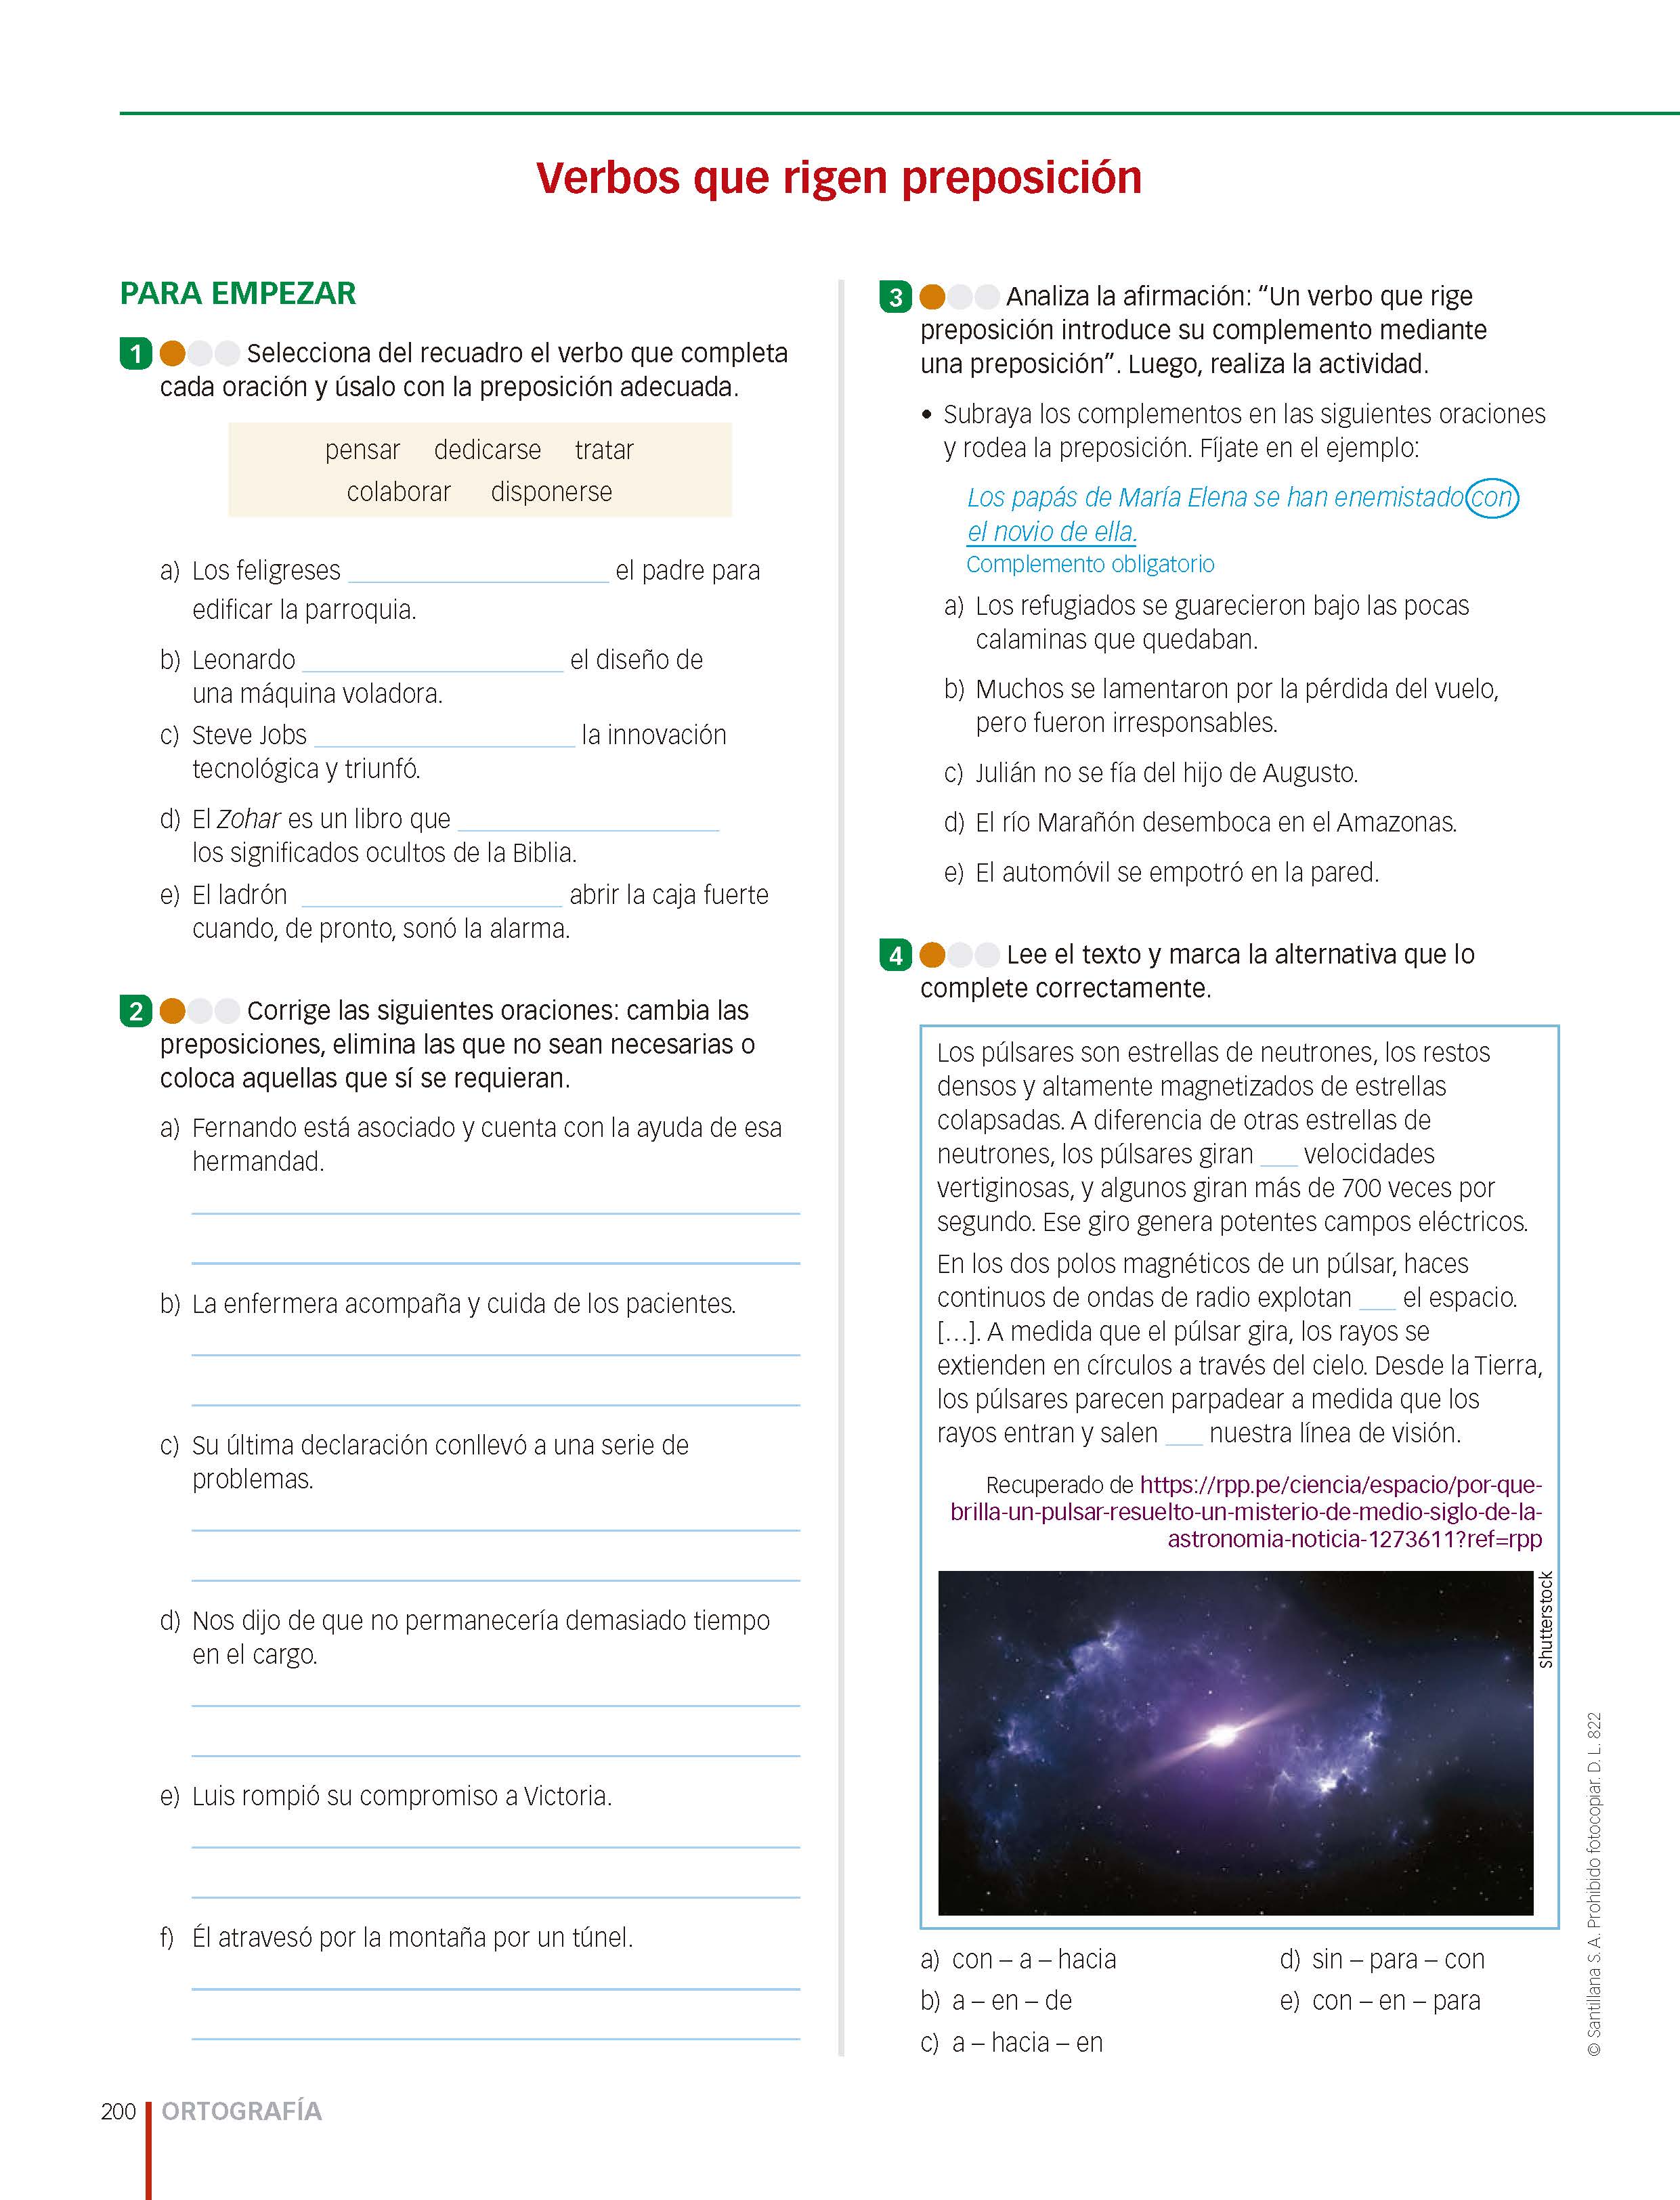 Verbos que rigen preposición
PARA EMPEZAR
1 Selecciona del recuadro el verbo que completa
cada oración y úsalo con la preposición adecuada.
pensar dedicarse tratar
colaborar disponerse
a) Los feligreses ____ el padre para
edificar la parroquia.
b) Leonardo ____ el diseño de
una máquina voladora.
c) Steve Jobs ____ la innovación
tecnológica y triunfó.
d) El Zohar es un libro que ____
los significados ocultos de la Biblia.
e) El ladrón ____ abrir la caja fuerte
cuando, de pronto, sonó la alarma.
2 Corrige las siguientes oraciones: cambia las
preposiciones, elimina las que no sean necesarias o
coloca aquellas que sí se requieran.
a) Fernando está asociado y cuenta con la ayuda de esa
hermandad.
b) La enfermera acompaña y cuida de los pacientes.
c) Su última declaración conllevó a una serie de
problemas.
d) Nos dijo de que no permanecería demasiado tiempo
en el cargo.
e) Luis rompió su compromiso a Victoria.
f) Él atravesó por la montaña por un túnel.
3 Analiza la afirmación: “Un verbo que rige
preposición introduce su complemento mediante
una preposición”. Luego, realiza la actividad.
• Subraya los complementos en las siguientes oraciones
y rodea la preposición. Fíjate en el ejemplo:
Los papás de María Elena se han enemistado con
el novio de ella.
Complemento obligatorio
a) Los refugiados se guarecieron bajo las pocas
calaminas que quedaban.
b) Muchos se lamentaron por la pérdida del vuelo,
pero fueron irresponsables.
c) Julián no se fía del hijo de Augusto.
d) El río Marañón desemboca en el Amazonas.
e) El automóvil se empotró en la pared.
4 Lee el texto y marca la alternativa que lo
complete correctamente.
Los púlsares son estrellas de neutrones, los restos
densos y altamente magnetizados de estrellas
colapsadas. A diferencia de otras estrellas de
neutrones, los púlsares giran ___ velocidades
vertiginosas, y algunos giran más de 700 veces por
segundo. Ese giro genera potentes campos eléctricos.
En los dos polos magnéticos de un púlsar, haces
continuos de ondas de radio explotan ___ el espacio.
[…]. A medida que el púlsar gira, los rayos se
extienden en círculos a través del cielo. Desde la Tierra,
los púlsares parecen parpadear a medida que los
rayos entran y salen ___ nuestra línea de visión.
Recuperado de https://rpp.pe/ciencia/espacio/por-que-
brilla-un-pulsar-resuelto-un-misterio-de-medio-siglo-de-la-
astronomia-noticia-1273611?ref=rpp
Shutterstock
a) con – a – hacia
b) a – en – de
c) a – hacia – en
d) sin – para – con
e) con – en – para
© Santillana S. A. Prohibido fotocopiar. D. L. 822
200 ORTOGRAFÍA